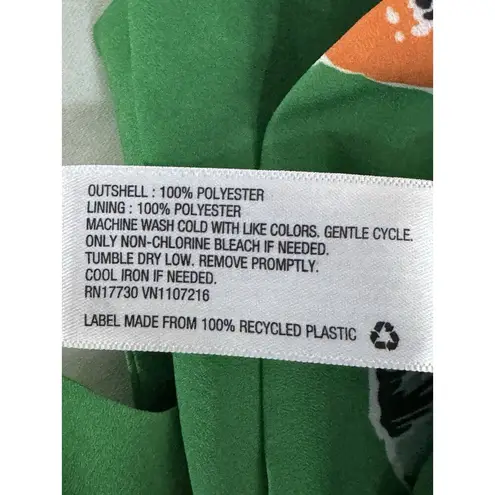 OUTSHELL : 100% POLYESTER
LINING : 100% POLYESTER
MACHINE WASH COLD WITH LIKE COLORS. GENTLE CYCLE.
ONLY NON-CHLORINE BLEACH IF NEEDED.
TUMBLE DRY LOW. REMOVE PROMPTLY.
COOL IRON IF NEEDED.
RN17730 VN1107216
LABEL MADE FROM 100% RECYCLED PLASTIC